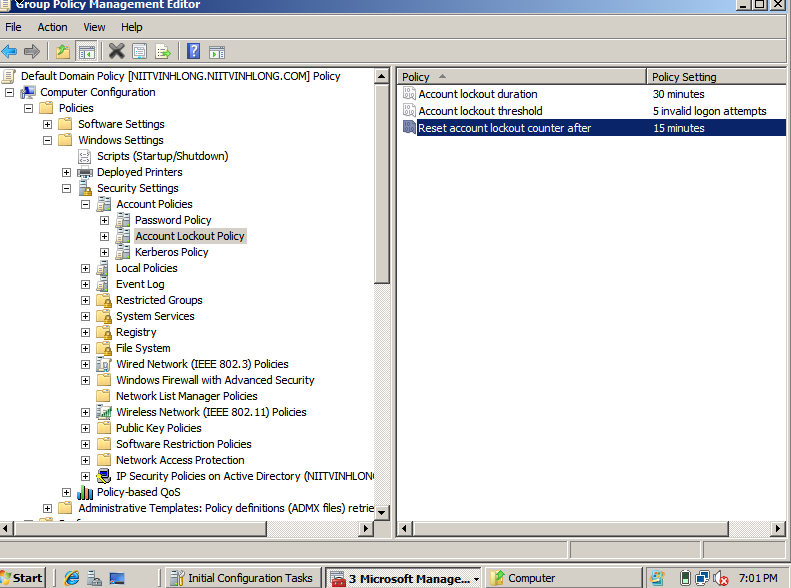 Group Policy Management Editor
File Action View Help
Default Domain Policy [NIITVINHLONG.NIITVINHLONG.COM] Policy
Computer Configuration
Policies
Software Settings
Windows Settings
Scripts (Startup/Shutdown)
Deployed Printers
Security Settings
Account Policies
Password Policy
Account Lockout Policy
Kerberos Policy
Local Policies
Event Log
Restricted Groups
System Services
Registry
File System
Wired Network (IEEE 802.3) Policies
Windows Firewall with Advanced Security
Network List Manager Policies
Wireless Network (IEEE 802.11) Policies
Public Key Policies
Software Restriction Policies
Network Access Protection
IP Security Policies on Active Directory (NIITVINHLON
Policy-based QoS
Administrative Templates: Policy definitions (ADMX files) retrie
Policy Policy Setting
Account lockout duration 30 minutes
Account lockout threshold 5 invalid logon attempts
Reset account lockout counter after 15 minutes
Start Initial Configuration Tasks 3 Microsoft Manage... Computer 7:01 PM